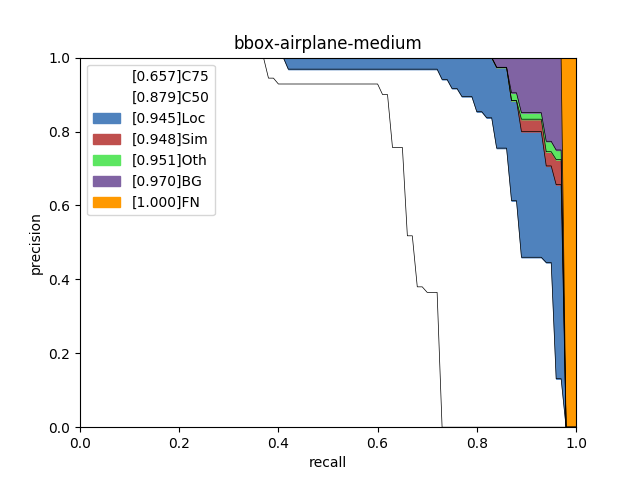 bbox-airplane-medium
1.0
0.8
0.6
0.4
0.2
0.0
precision
[0.657]C75
[0.879]C50
[0.945]Loc
[0.948]Sim
[0.951]Oth
[0.970]BG
[1.000]FN
0.0 0.2 0.4 0.6 0.8 1.0
recall